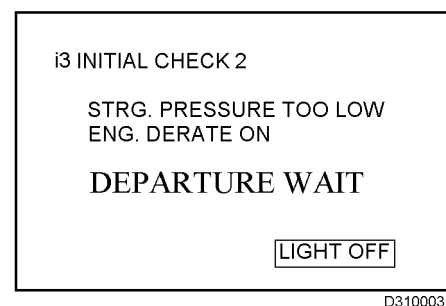 i3 INITIAL CHECK 2
STRG. PRESSURE TOO LOW
ENG. DERATE ON
DEPARTURE WAIT
LIGHT OFF
D310003